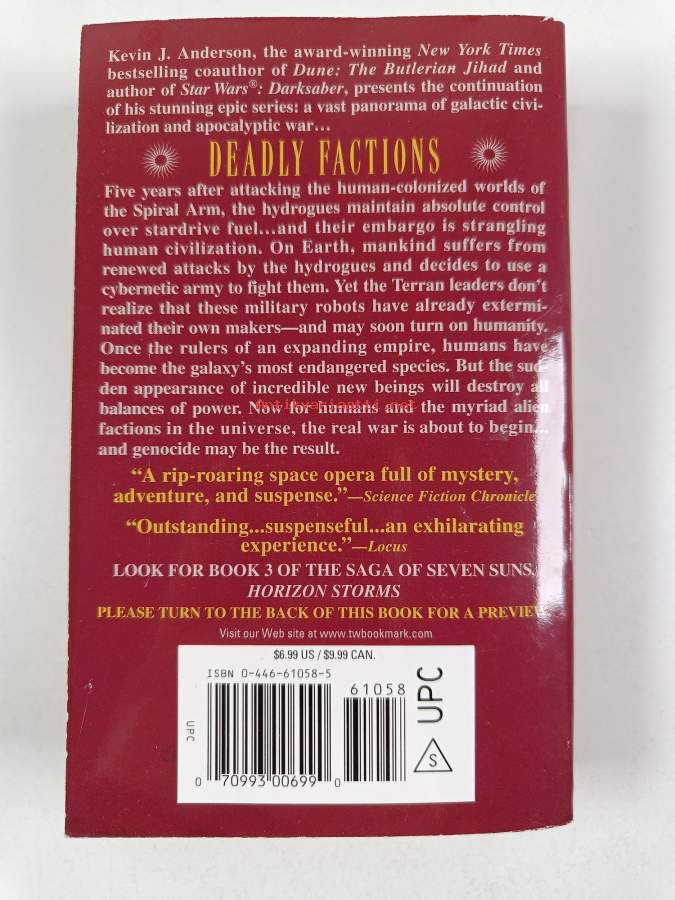 Kevin J. Anderson, the award-winning New York Times
bestselling coauthor of Dune: The Butlerian Jihad and
author of Star Wars®: Darksaber, presents the continuation
of his stunning epic series: a vast panorama of galactic civi-
lization and apocalyptic war...
DEADLY FACTIONS
Five years after attacking the human-colonized worlds of
the Spiral Arm, the hydrogues maintain absolute control
over stardrive fuel...and their embargo is strangling
human civilization. On Earth, mankind suffers from
renewed attacks by the hydrogues and decides to use a
cybernetic army to fight them. Yet the Terran leaders don't
realize that these military robots have already extermi-
nated their own makers—and may soon turn on humanity.
Once the rulers of an expanding empire, humans have
become the galaxy's most endangered species. But the sud-
den appearance of incredible new beings will destroy all
balances of power. Now for humans and the myriad alien
Antikvariaatti.net
factions in the universe, the real war is about to begin...
and genocide may be the result.
"A rip-roaring space opera full of mystery,
adventure, and suspense."—Science Fiction Chronicle
"Outstanding...suspenseful...an exhilarating
experience."—Locus
LOOK FOR BOOK 3 OF THE SAGA OF SEVEN SUNS,
HORIZON STORMS
PLEASE TURN TO THE BACK OF THIS BOOK FOR A PREVIEW
Visit our Web site at www.twbookmark.com
$6.99 US / $9.99 CAN.
ISBN 0-446-61058-5
61058
UPC
0 70993 00699 0
UPC
S